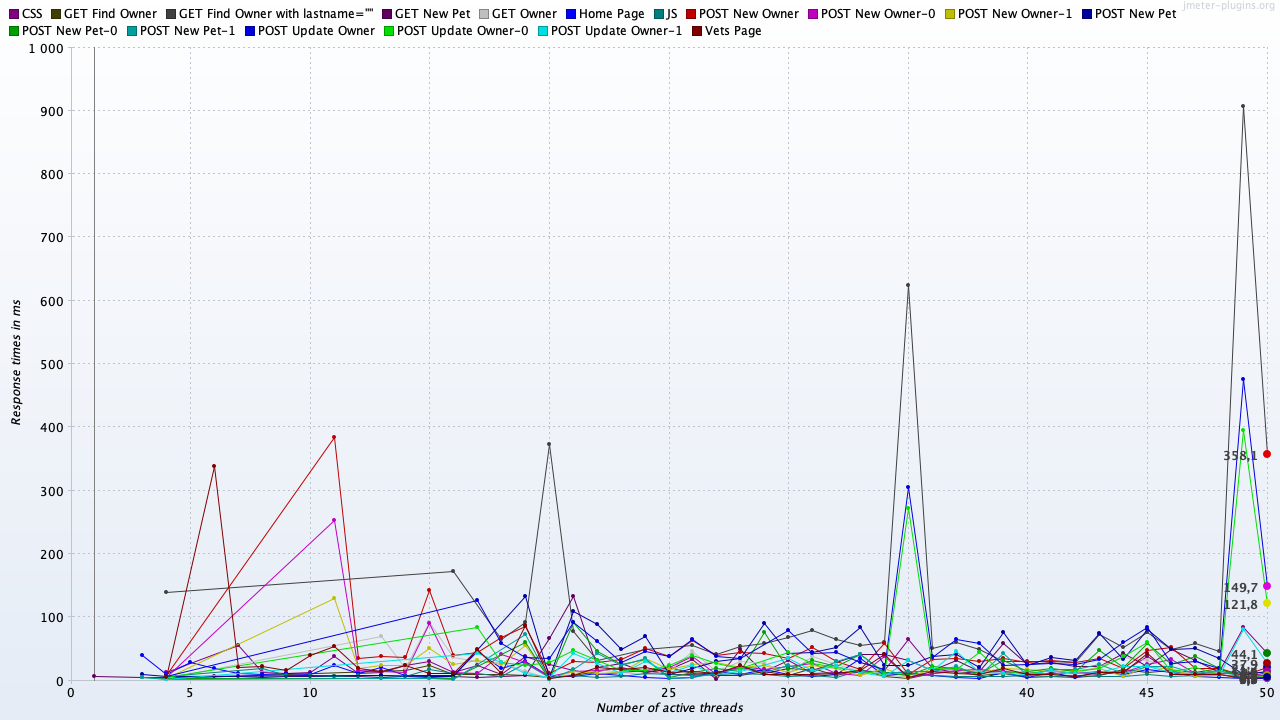 jmeter-plugins.org
CSS GET Find Owner GET Find Owner with lastname="" GET New Pet GET Owner Home Page JS POST New Owner POST New Owner-0 POST New Owner-1 POST New Pet
POST New Pet-0 POST New Pet-1 POST Update Owner POST Update Owner-0 POST Update Owner-1 Vets Page
1 000
900
800
700
600
500
400
300
200
100
0
Response times in ms
358,1
149,7
121,8
44,1
0 5 10 15 20 25 30 35 40 45 50
Number of active threads